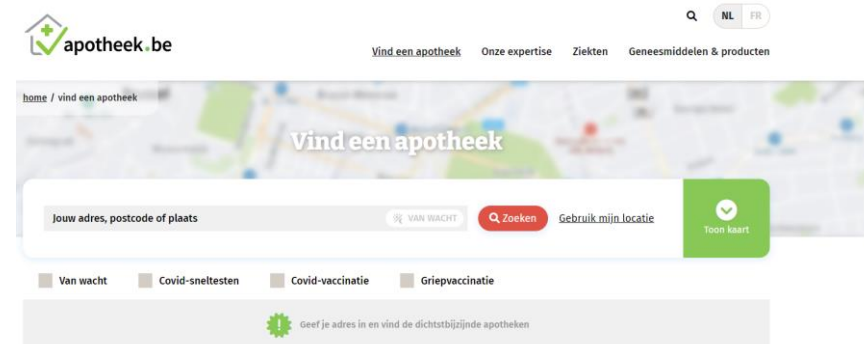 NL FR
apotheek.be
Vind een apotheek Onze expertise Ziekten Geneesmiddelen & producten
home / vind een apotheek
Vind een apotheek
Jouw adres, postcode of plaats VAN WACHT Zoeken Gebruik mijn locatie
Toon kaart
Van wacht Covid-sneltesten Covid-vaccinatie Griepvaccinatie
Geef je adres in en vind de dichtstbijzijnde apotheken